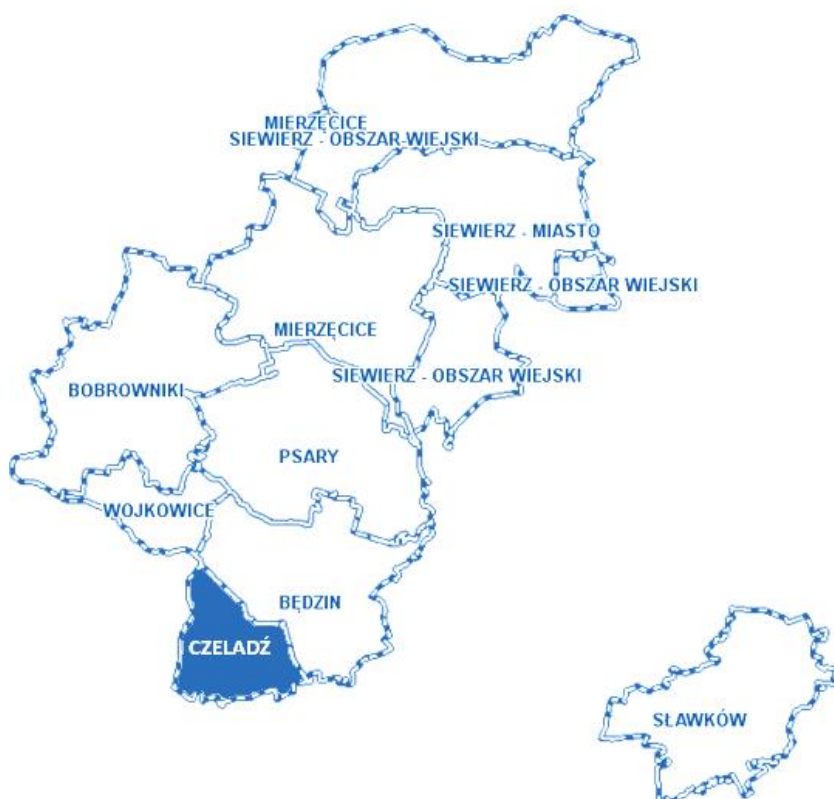 MIERZĘCICE
SIEWIERZ - OBSZAR WIEJSKI
SIEWIERZ - MIASTO
SIEWIERZ - OBSZAR WIEJSKI
MIERZĘCICE
SIEWIERZ - OBSZAR WIEJSKI
BOBROWNIKI
PSARY
WOJKOWICE
BĘDZIN
CZELADŹ
SŁAWKÓW